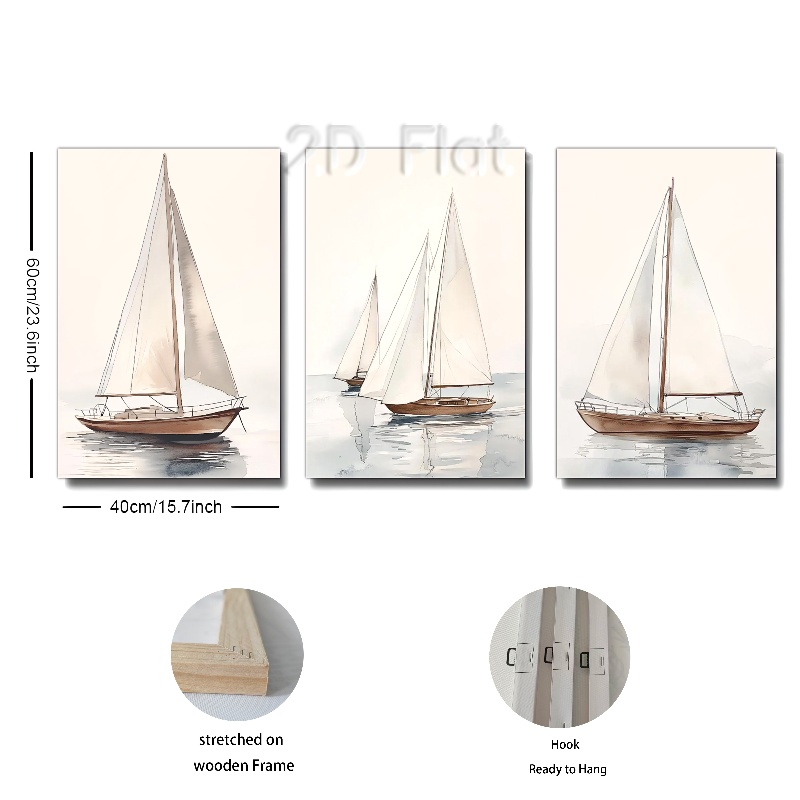 2D Flat
60cm/23.6inch
40cm/15.7inch
stretched on
wooden Frame
Hook
Ready to Hang